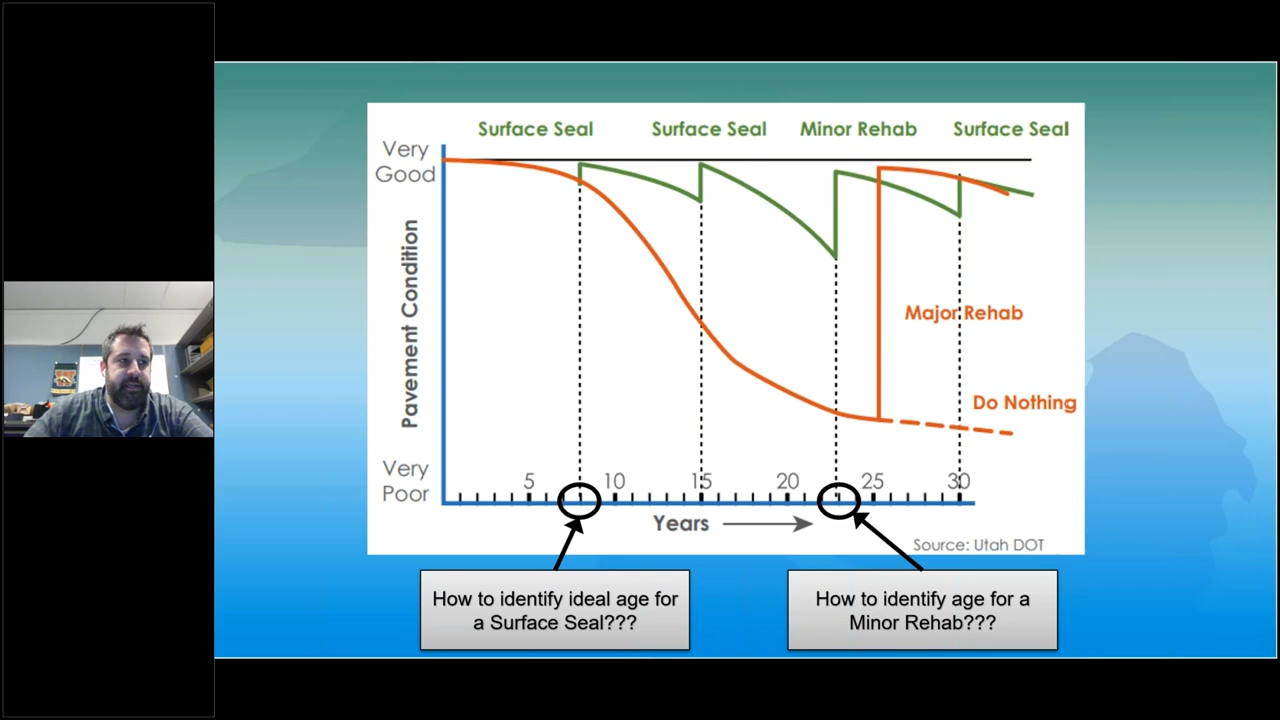 Surface Seal
Surface Seal
Minor Rehab
Surface Seal
Very
Good
Pavement Condition
Major Rehab
Do Nothing
Very
Poor
5
10
15
20
25
30
Years
Source: Utah DOT
How to identify ideal age for
a Surface Seal???
How to identify age for a
Minor Rehab???